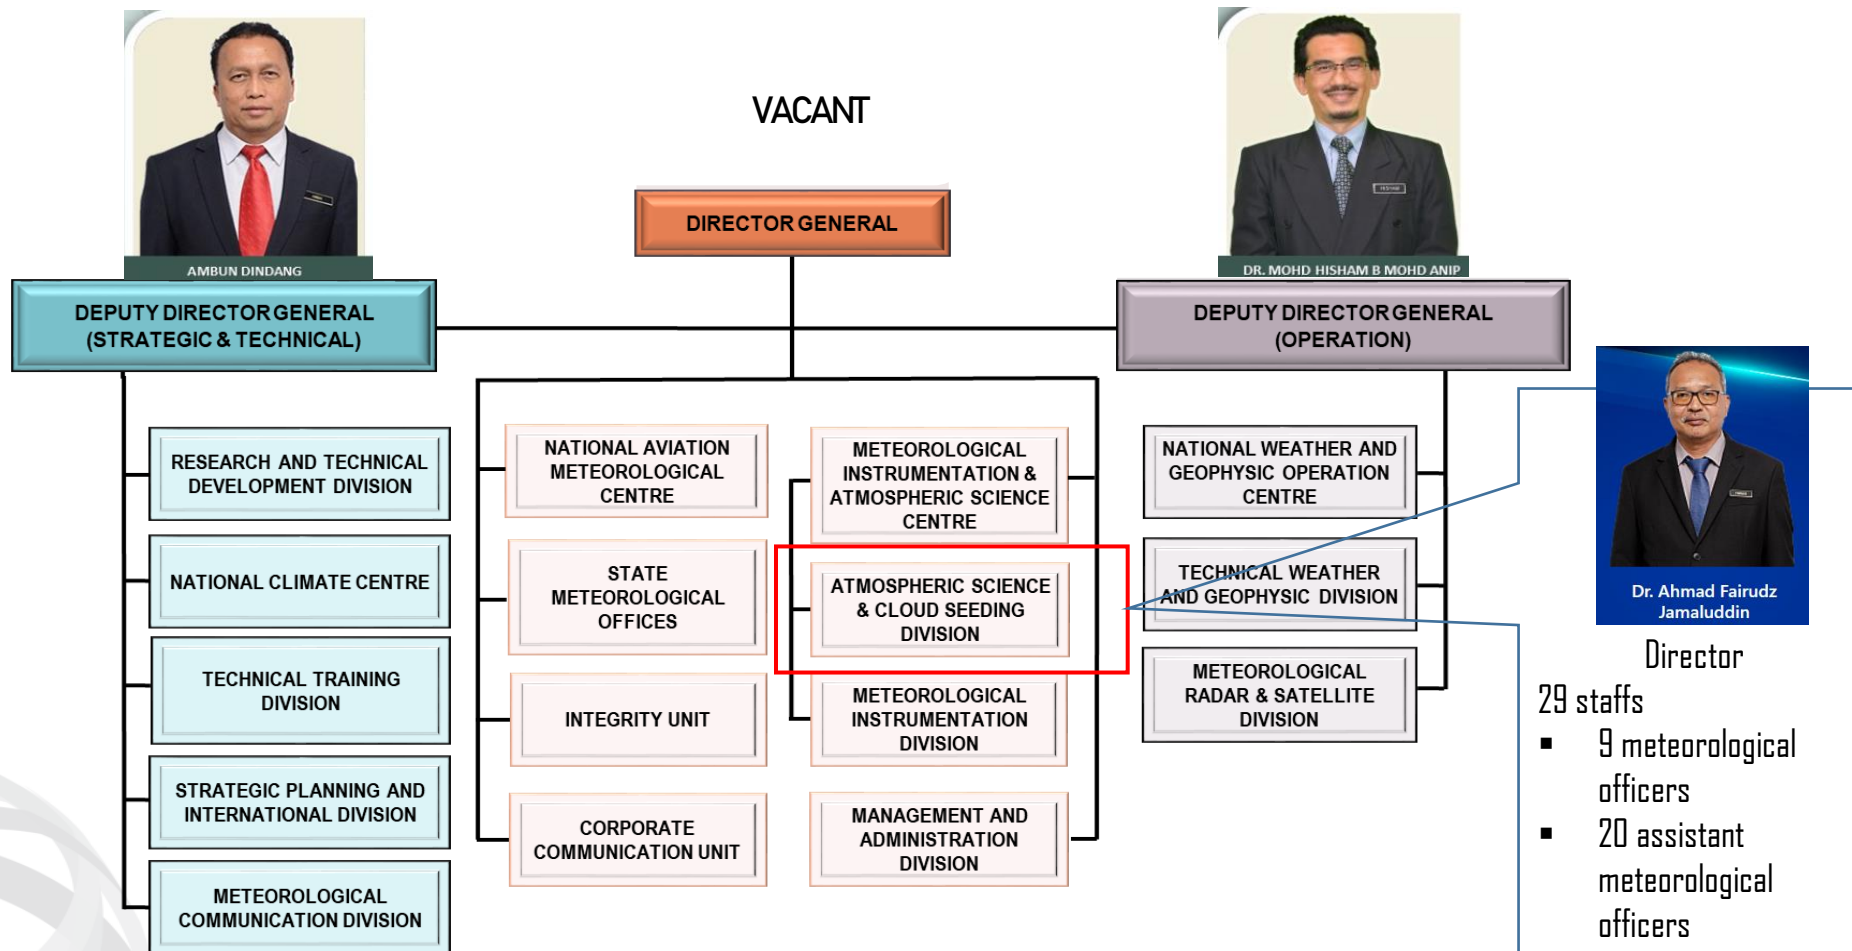 VACANT
DIRECTOR GENERAL
AMBUN DINDANG
DEPUTY DIRECTOR GENERAL
(STRATEGIC & TECHNICAL)
HISHAM
DR. MOHD HISHAM B MOHD ANIP
DEPUTY DIRECTOR GENERAL
(OPERATION)
RESEARCH AND TECHNICAL
DEVELOPMENT DIVISION
NATIONAL CLIMATE CENTRE
TECHNICAL TRAINING
DIVISION
STRATEGIC PLANNING AND
INTERNATIONAL DIVISION
METEOROLOGICAL
COMMUNICATION DIVISION
NATIONAL AVIATION
METEOROLOGICAL
CENTRE
STATE
METEOROLOGICAL
OFFICES
INTEGRITY UNIT
CORPORATE
COMMUNICATION UNIT
METEOROLOGICAL
INSTRUMENTATION &
ATMOSPHERIC SCIENCE
CENTRE
ATMOSPHERIC SCIENCE
& CLOUD SEEDING
DIVISION
METEOROLOGICAL
INSTRUMENTATION
DIVISION
MANAGEMENT AND
ADMINISTRATION
DIVISION
NATIONAL WEATHER AND
GEOPHYSIC OPERATION
CENTRE
TECHNICAL WEATHER
AND GEOPHYSIC DIVISION
METEOROLOGICAL
RADAR & SATELLITE
DIVISION
Dr. Ahmad Fairudz
Jamaluddin
Director
29 staffs
▪ 9 meteorological
officers
▪ 20 assistant
meteorological
officers